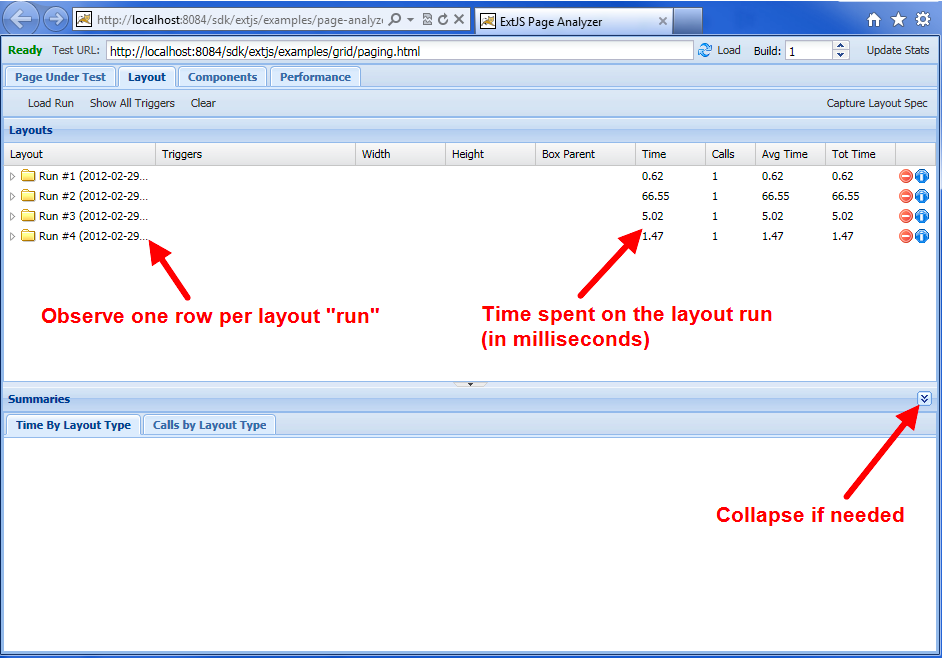 http://localhost:8084/sdk/extjs/examples/page-analyz
ExtJS Page Analyzer
Ready Test URL: http://localhost:8084/sdk/extjs/examples/grid/paging.html Load Build: 1 Update Stats
Page Under Test Layout Components Performance
Load Run Show All Triggers Clear Capture Layout Spec
Layouts
Layout Triggers Width Height Box Parent Time Calls Avg Time Tot Time
Run #1 (2012-02-29... 0.62 1 0.62 0.62
Run #2 (2012-02-29... 66.55 1 66.55 66.55
Run #3 (2012-02-29... 5.02 1 5.02 5.02
Run #4 (2012-02-29... 1.47 1 1.47 1.47
Observe one row per layout "run"
Time spent on the layout run
(in milliseconds)
Summaries
Time By Layout Type Calls by Layout Type
Collapse if needed